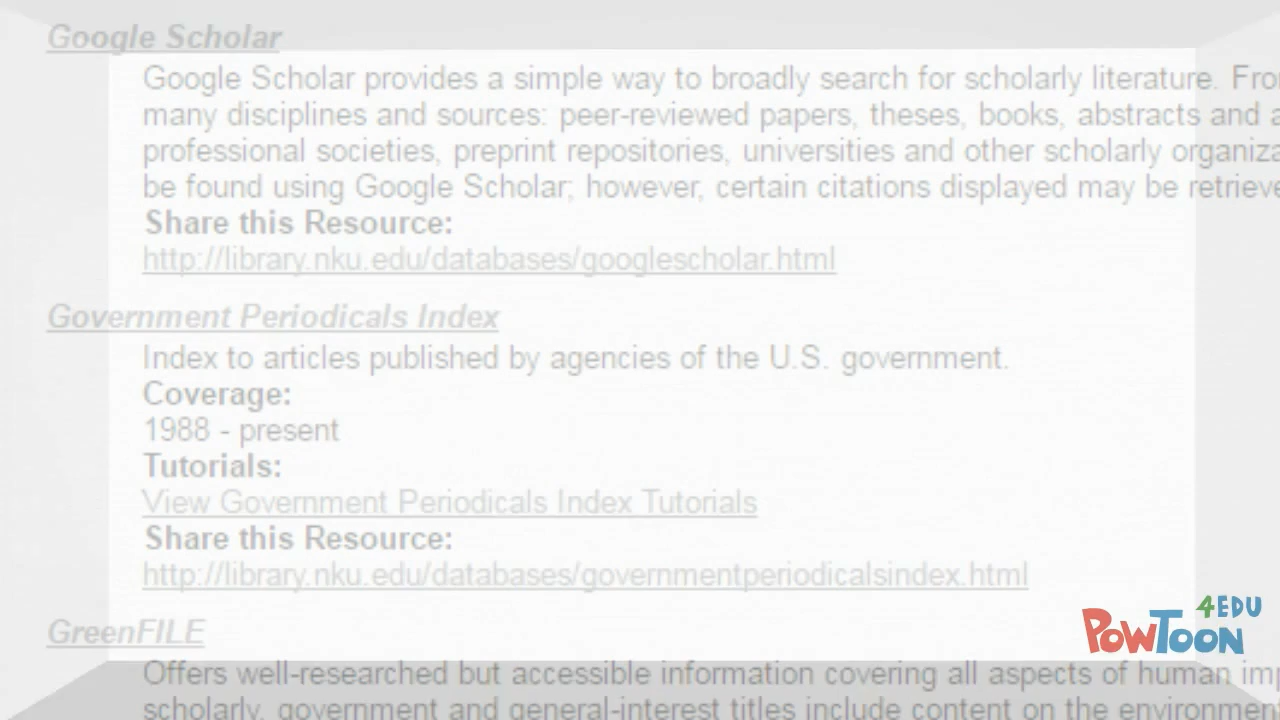 Google Scholar
Google Scholar provides a simple way to broadly search for scholarly literature. From
many disciplines and sources: peer-reviewed papers, theses, books, abstracts and a
professional societies, preprint repositories, universities and other scholarly organiza
be found using Google Scholar; however, certain citations displayed may be retrieve
Share this Resource:
http://library.nku.edu/databases/googlescholar.html
Government Periodicals Index
Index to articles published by agencies of the U.S. government.
Coverage:
1988 - present
Tutorials:
View Government Periodicals Index Tutorials
Share this Resource:
http://library.nku.edu/databases/governmentperiodicalsindex.html
GreenFILE
Offers well-researched but accessible information covering all aspects of human imp
scholarly, government and general-interest titles include content on the environmen
4EDU
POWTOON